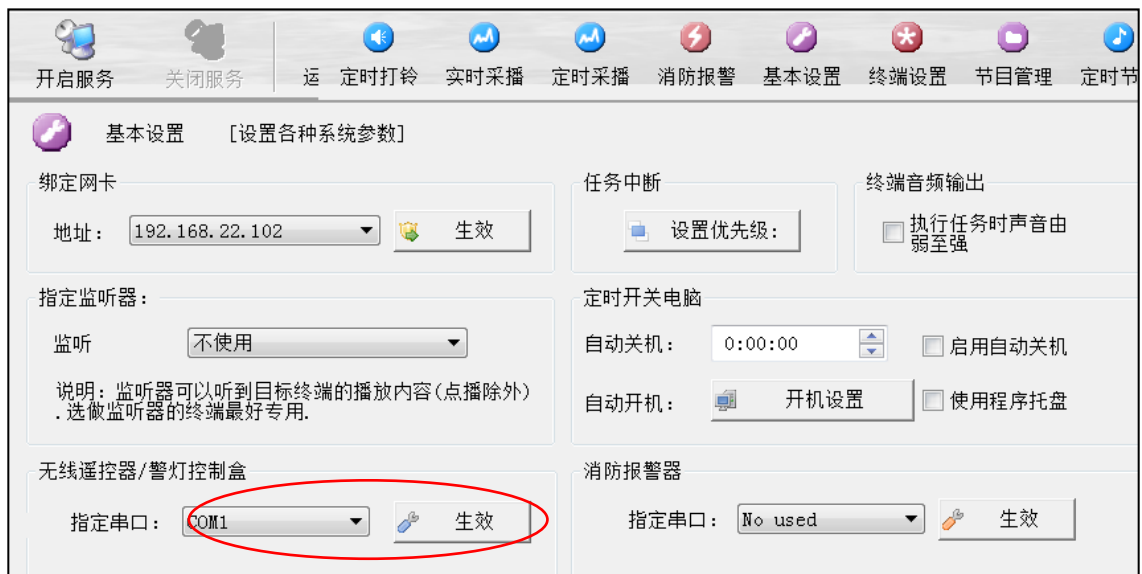 开启服务 关闭服务 运 定时打铃 实时采播 定时采播 消防报警 基本设置 终端设置 节目管理 定时节
基本设置 [设置各种系统参数]
绑定网卡 任务中断 终端音频输出
地址: 192.168.22.102 生效 设置优先级: 执行任务时声音由
弱至强
指定监听器: 定时开关电脑
监听 不使用 自动关机: 0:00:00 启用自动关机
说明: 监听器可以听到目标终端的播放内容(点播除外)
.选做监听器的终端最好专用.
自动开机: 开机设置 使用程序托盘
无线遥控器/警灯控制盒 消防报警器
指定串口: COM1 生效 指定串口: No used 生效